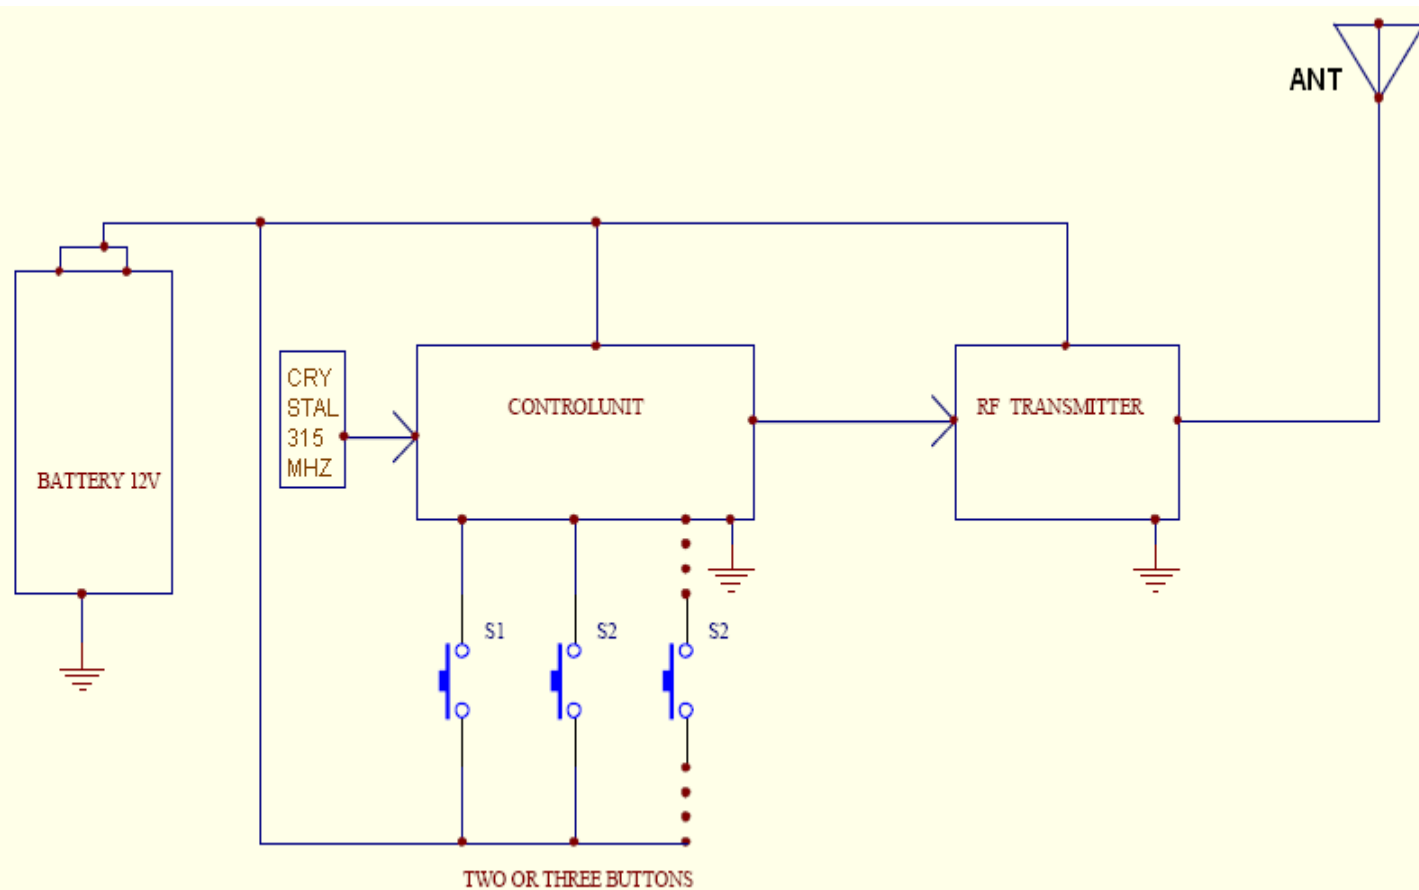 ANT
CRY
STAL
315
MHZ
CONTROLUNIT
RF TRANSMITTER
BATTERY 12V
S1
S2
S2
TWO OR THREE BUTTONS